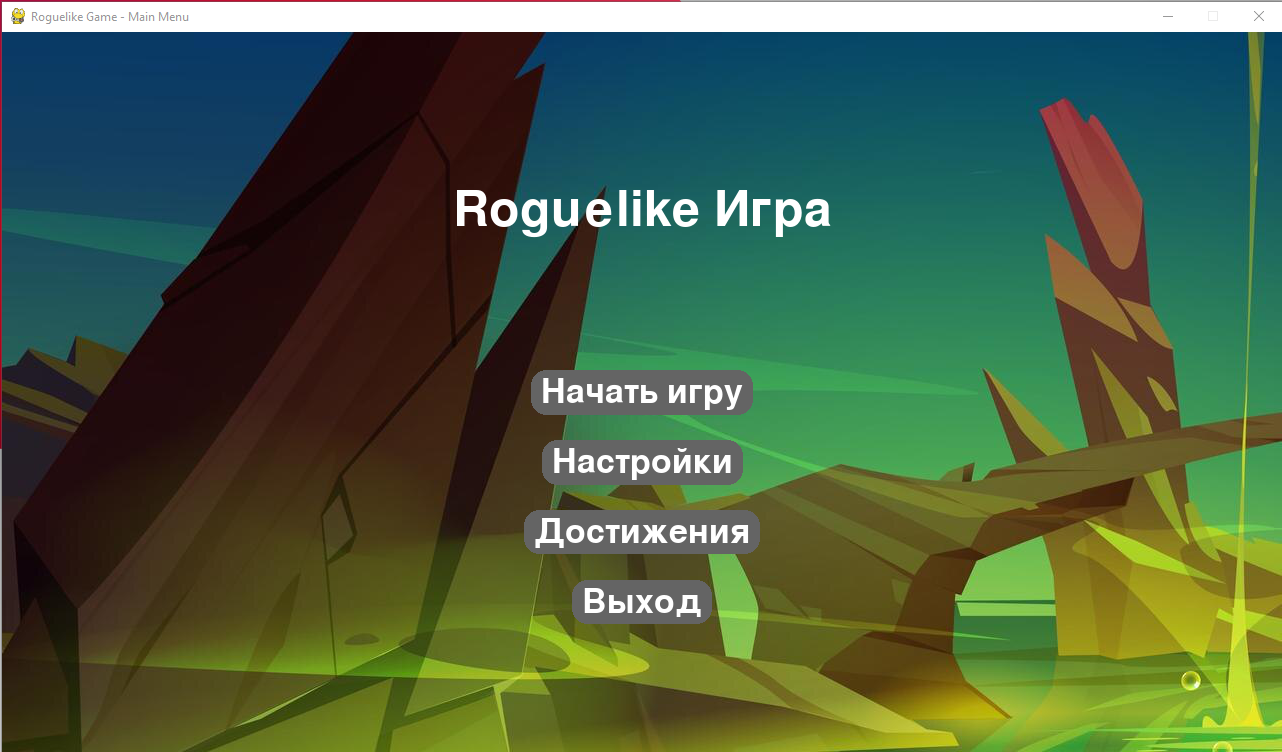 Roguelike Game - Main Menu
Roguelike Игра
Начать игру
Настройки
Достижения
Выход